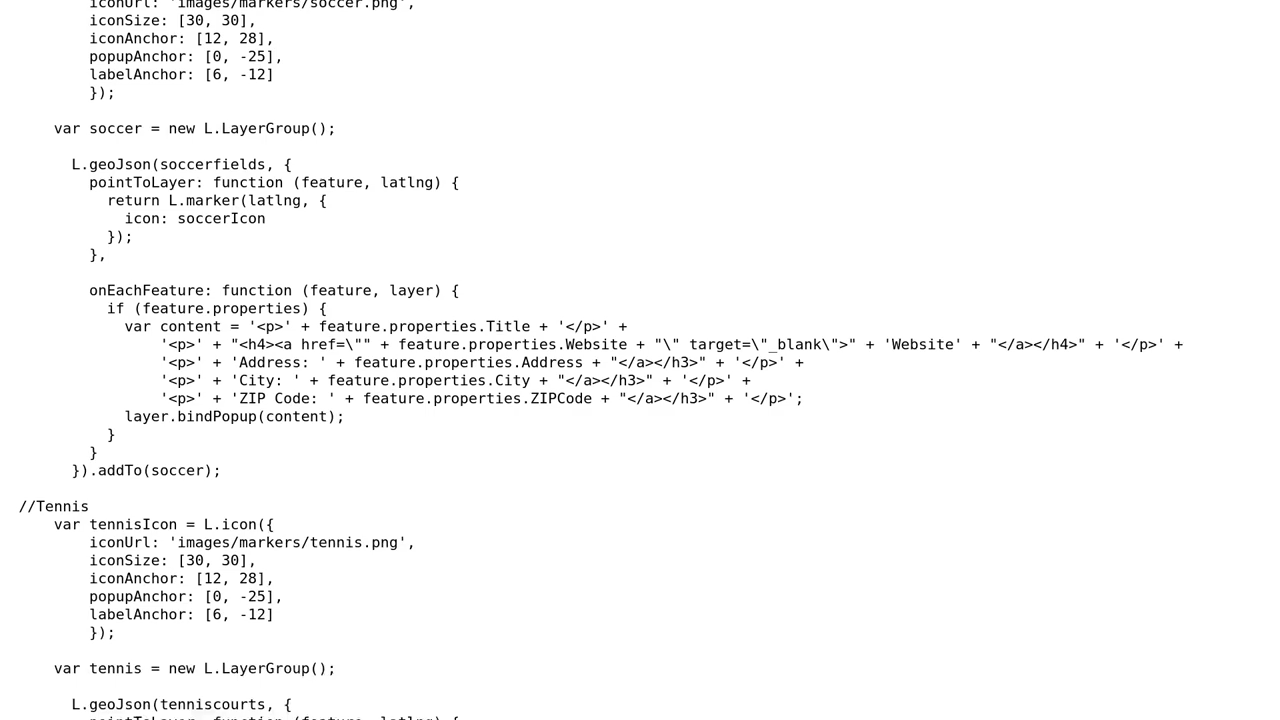 iconUrl: 'images/markers/soccer.png',
        iconSize: [30, 30],
        iconAnchor: [12, 28],
        popupAnchor: [0, -25],
        labelAnchor: [6, -12]
        });

    var soccer = new L.LayerGroup();

      L.geoJson(soccerfields, {
        pointToLayer: function (feature, latlng) {
          return L.marker(latlng, {
            icon: soccerIcon
          });
        },

        onEachFeature: function (feature, layer) {
          if (feature.properties) {
            var content = '<p>' + feature.properties.Title + '</p>' +
                '<p>' + "<h4><a href=\"" + feature.properties.Website + "\" target=\"_blank\">" + 'Website' + "</a></h4>" + '</p>' +
                '<p>' + 'Address: ' + feature.properties.Address + "</a></h3>" + '</p>' +
                '<p>' + 'City: ' + feature.properties.City + "</a></h3>" + '</p>' +
                '<p>' + 'ZIP Code: ' + feature.properties.ZIPCode + "</a></h3>" + '</p>';
            layer.bindPopup(content);
          }
        }
      }).addTo(soccer);

//Tennis
    var tennisIcon = L.icon({
        iconUrl: 'images/markers/tennis.png',
        iconSize: [30, 30],
        iconAnchor: [12, 28],
        popupAnchor: [0, -25],
        labelAnchor: [6, -12]
        });

    var tennis = new L.LayerGroup();

      L.geoJson(tenniscourts, {
        pointToLayer: function (feature, latlng) {